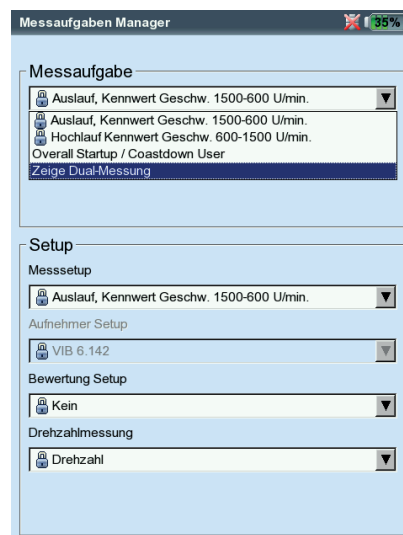 Messaufgaben Manager
35%
Messaufgabe
Auslauf, Kennwert Geschw. 1500-600 U/min.
Auslauf, Kennwert Geschw. 1500-600 U/min.
Hochlauf Kennwert Geschw. 600-1500 U/min.
Overall Startup / Coastdown User
Zeige Dual-Messung
Setup
Messsetup
Auslauf, Kennwert Geschw. 1500-600 U/min.
Aufnehmer Setup
VIB 6.142
Bewertung Setup
Kein
Drehzahlmessung
Drehzahl